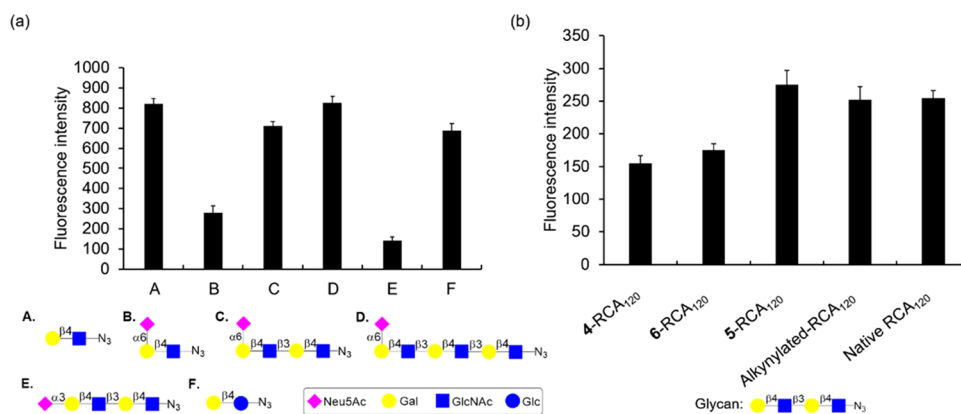 (a)
Fluorescence intensity
1000
900
800
700
600
500
400
300
200
100
0
A B C D E F
(b)
Fluorescence intensity
350
300
250
200
150
100
50
0
4-RCA₁₂₀
6-RCA₁₂₀
5-RCA₁₂₀
Alkynylated-RCA₁₂₀
Native RCA₁₂₀
A. β4 N₃
B. α6 β4 N₃
C. α6 β4 β3 β4 N₃
D. α6 β4 β3 β4 β3 β4 N₃
E. α3 β4 β3 β4 N₃
F. β4 N₃
Neu5Ac Gal GlcNAc Glc
Glycan: β4 β3 β4 N₃